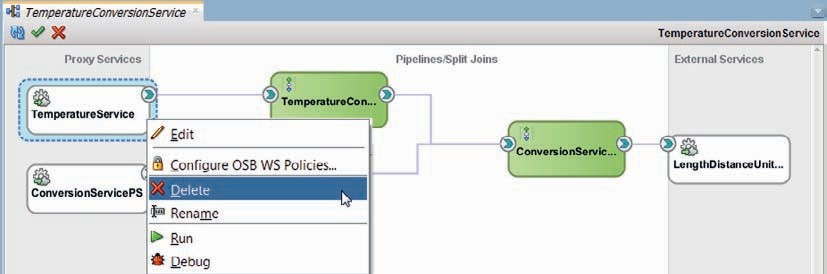 TemperatureConversionService
TemperatureConversionService
Proxy Services
Pipelines/Split Joins
External Services
TemperatureService
TemperatureCon...
Edit
Configure OSB WS Policies...
Delete
Rename
Run
Debug
ConversionServicePS
ConversionServic...
LengthDistanceUnit...